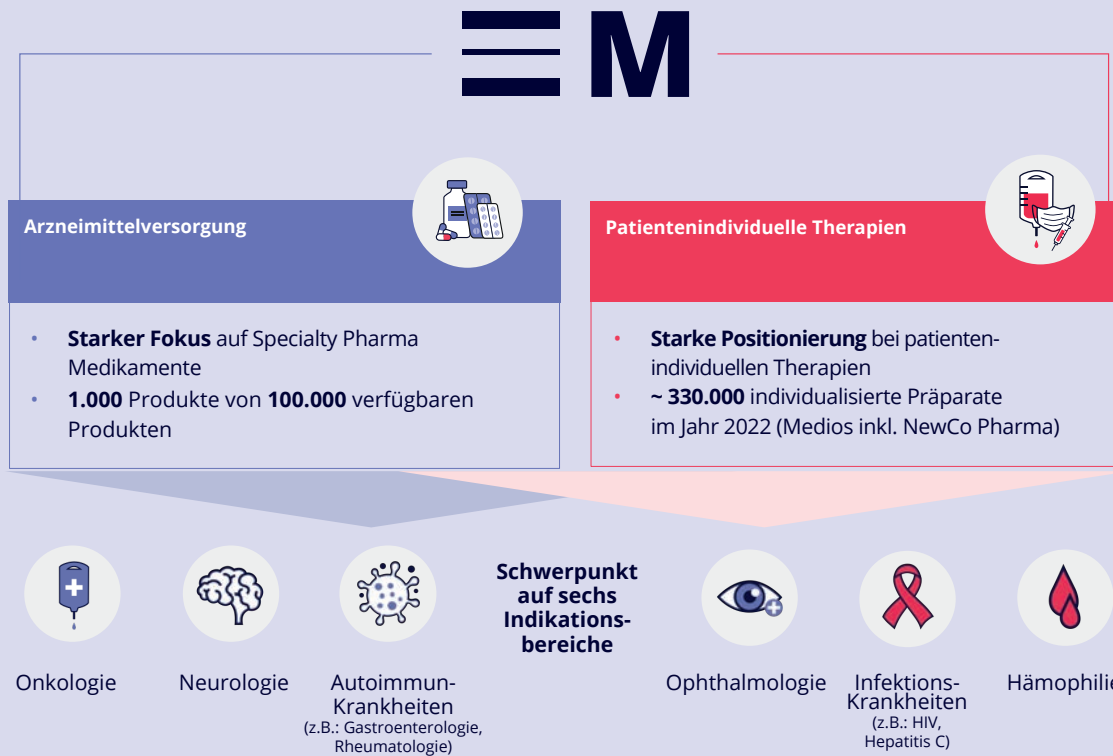 M
Arzneimittelversorgung
• Starker Fokus auf Specialty Pharma
Medikamente
• 1.000 Produkte von 100.000 verfügbaren
Produkten
Patientenindividuelle Therapien
• Starke Positionierung bei patienten-
individuellen Therapien
• ~ 330.000 individualisierte Präparate
im Jahr 2022 (Medios inkl. NewCo Pharma)
Schwerpunkt
auf sechs
Indikations-
bereiche
Onkologie
Neurologie
Autoimmun-
Krankheiten
(z.B.: Gastroenterologie,
Rheumatologie)
Ophthalmologie
Infektions-
Krankheiten
(z.B.: HIV,
Hepatitis C)
Hämophilie